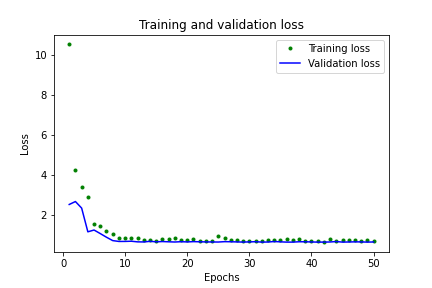 Training and validation loss
Training loss
Validation loss
10
8
6
4
2
Loss
0 10 20 30 40 50
Epochs